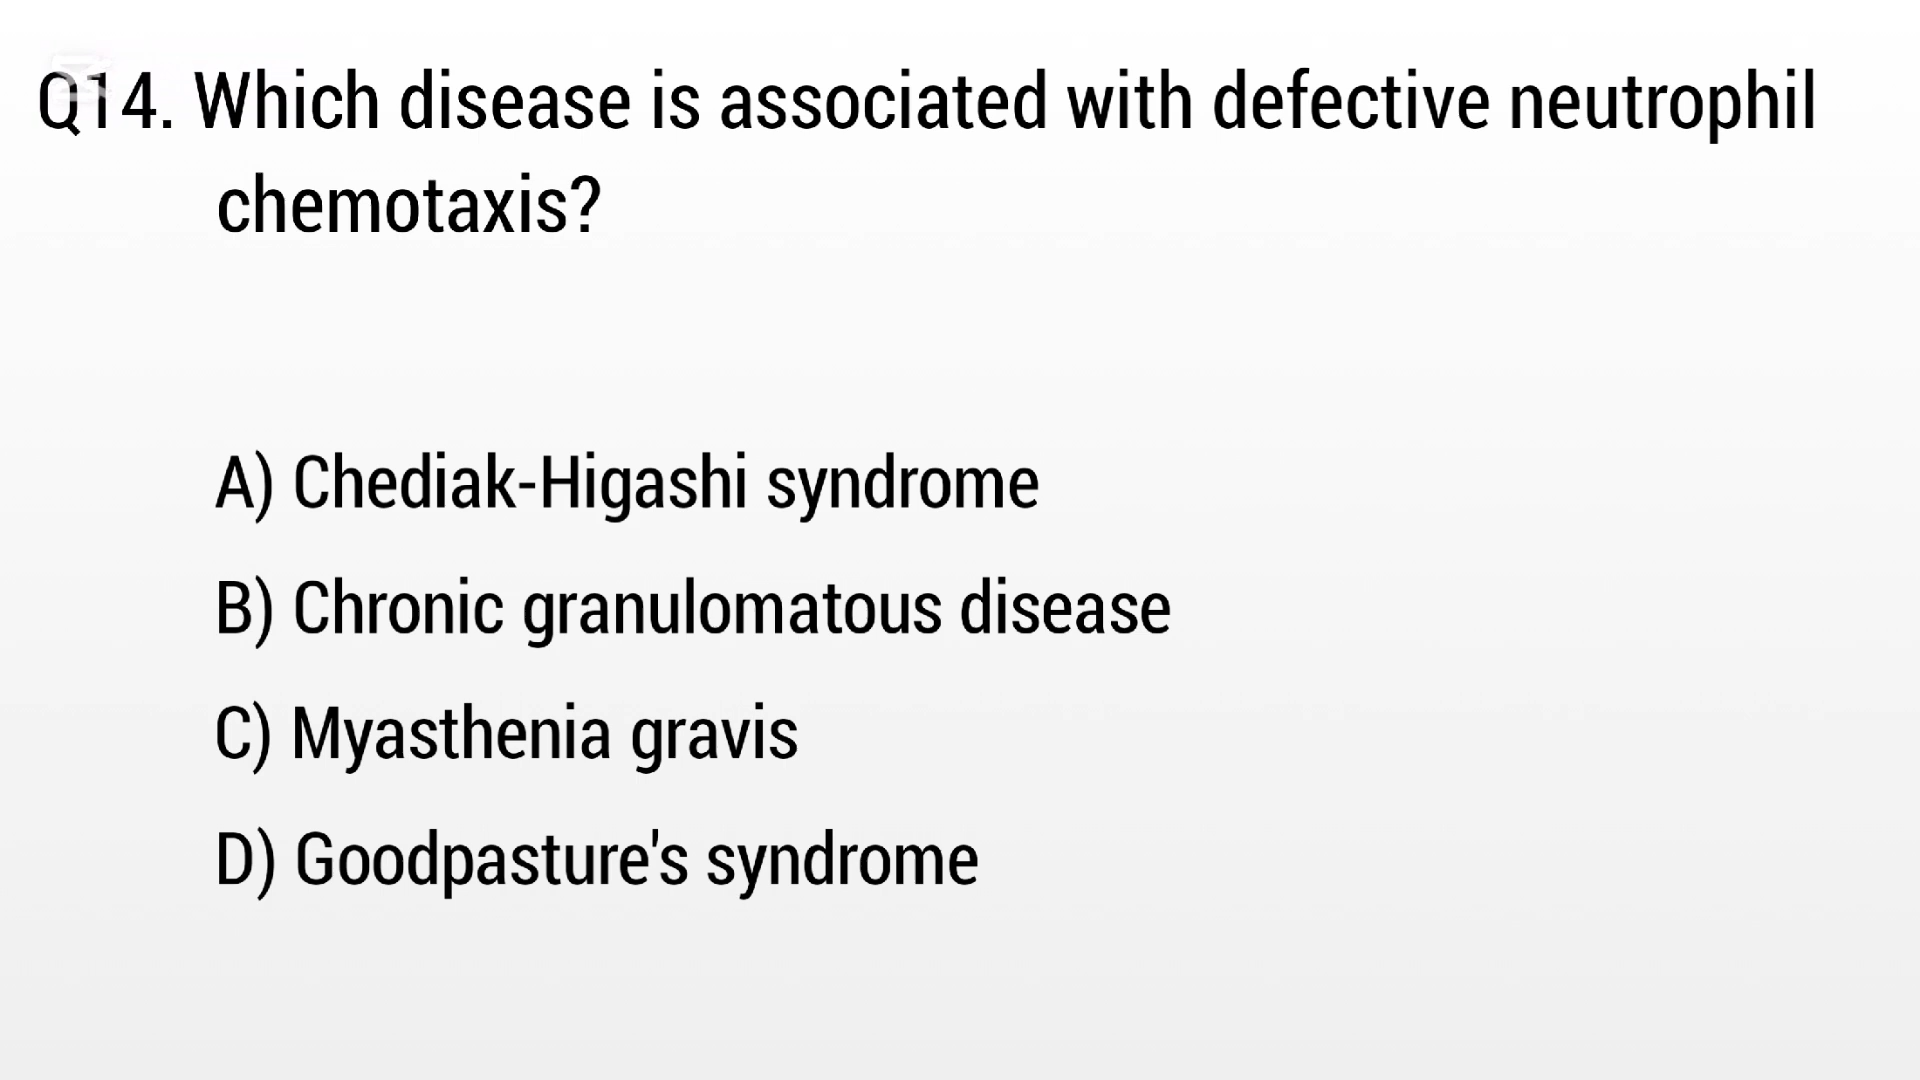 Q14. Which disease is associated with defective neutrophil
chemotaxis?
A) Chediak-Higashi syndrome
B) Chronic granulomatous disease
C) Myasthenia gravis
D) Goodpasture's syndrome